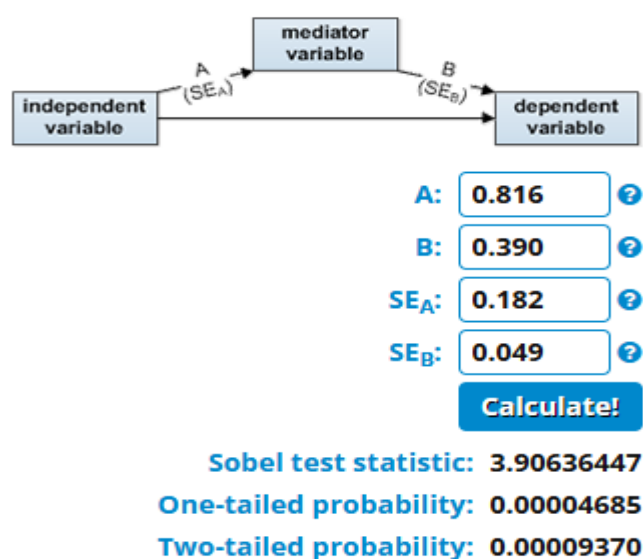 mediator
variable
A
(SEA)
B
(SEB)
independent
variable
dependent
variable
A: 0.816 ?
B: 0.390 ?
SEA: 0.182 ?
SEB: 0.049 ?
Calculate!
Sobel test statistic: 3.90636447
One-tailed probability: 0.00004685
Two-tailed probability: 0.00009370